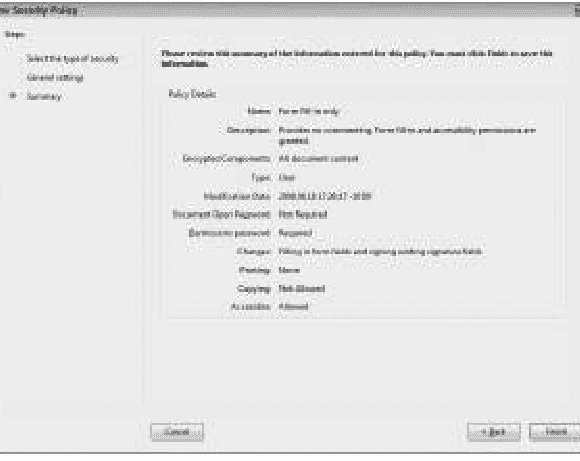 Security Policy
Steps:
Select the type of security
General settings
Summary
Please review this summary of the information entered for this policy. You must click Finish to save this
information.
Policy Details
Name: Form fill-in only
Description: Provides no commenting. Form fill-in and accessibility permissions are
granted.
Encrypted Components: All document content
Type: User
Modification Date:
Document Open Password: Not Required
Permissions password: Required
Changes: Filling in form fields and signing existing signature fields
Printing: None
Copying: Not Allowed
Accessible: Allowed
Cancel
< Back
Finish